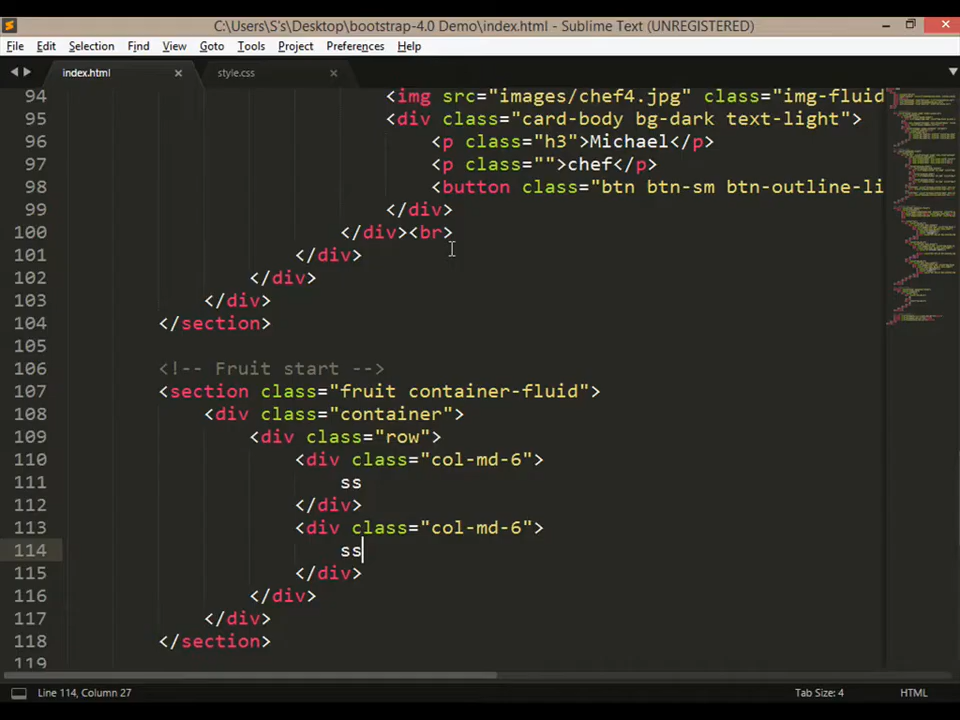 C:\Users\S's\Desktop\bootstrap-4.0 Demo\index.html - Sublime Text (UNREGISTERED)
File Edit Selection Find View Goto Tools Project Preferences Help
index.html × style.css ×
94 <img src="images/chef4.jpg" class="img-fluid
95 <div class="card-body bg-dark text-light">
96 <p class="h3">Michael</p>
97 <p class="">chef</p>
98 <button class="btn btn-sm btn-outline-li
99 </div>
100 </div><br>
101 </div>
102 </div>
103 </div>
104 </section>
105
106 <!-- Fruit start -->
107 <section class="fruit container-fluid">
108 <div class="container">
109 <div class="row">
110 <div class="col-md-6">
111 ss
112 </div>
113 <div class="col-md-6">
114 ss
115 </div>
116 </div>
117 </div>
118 </section>
119
Line 114, Column 27 Tab Size: 4 HTML